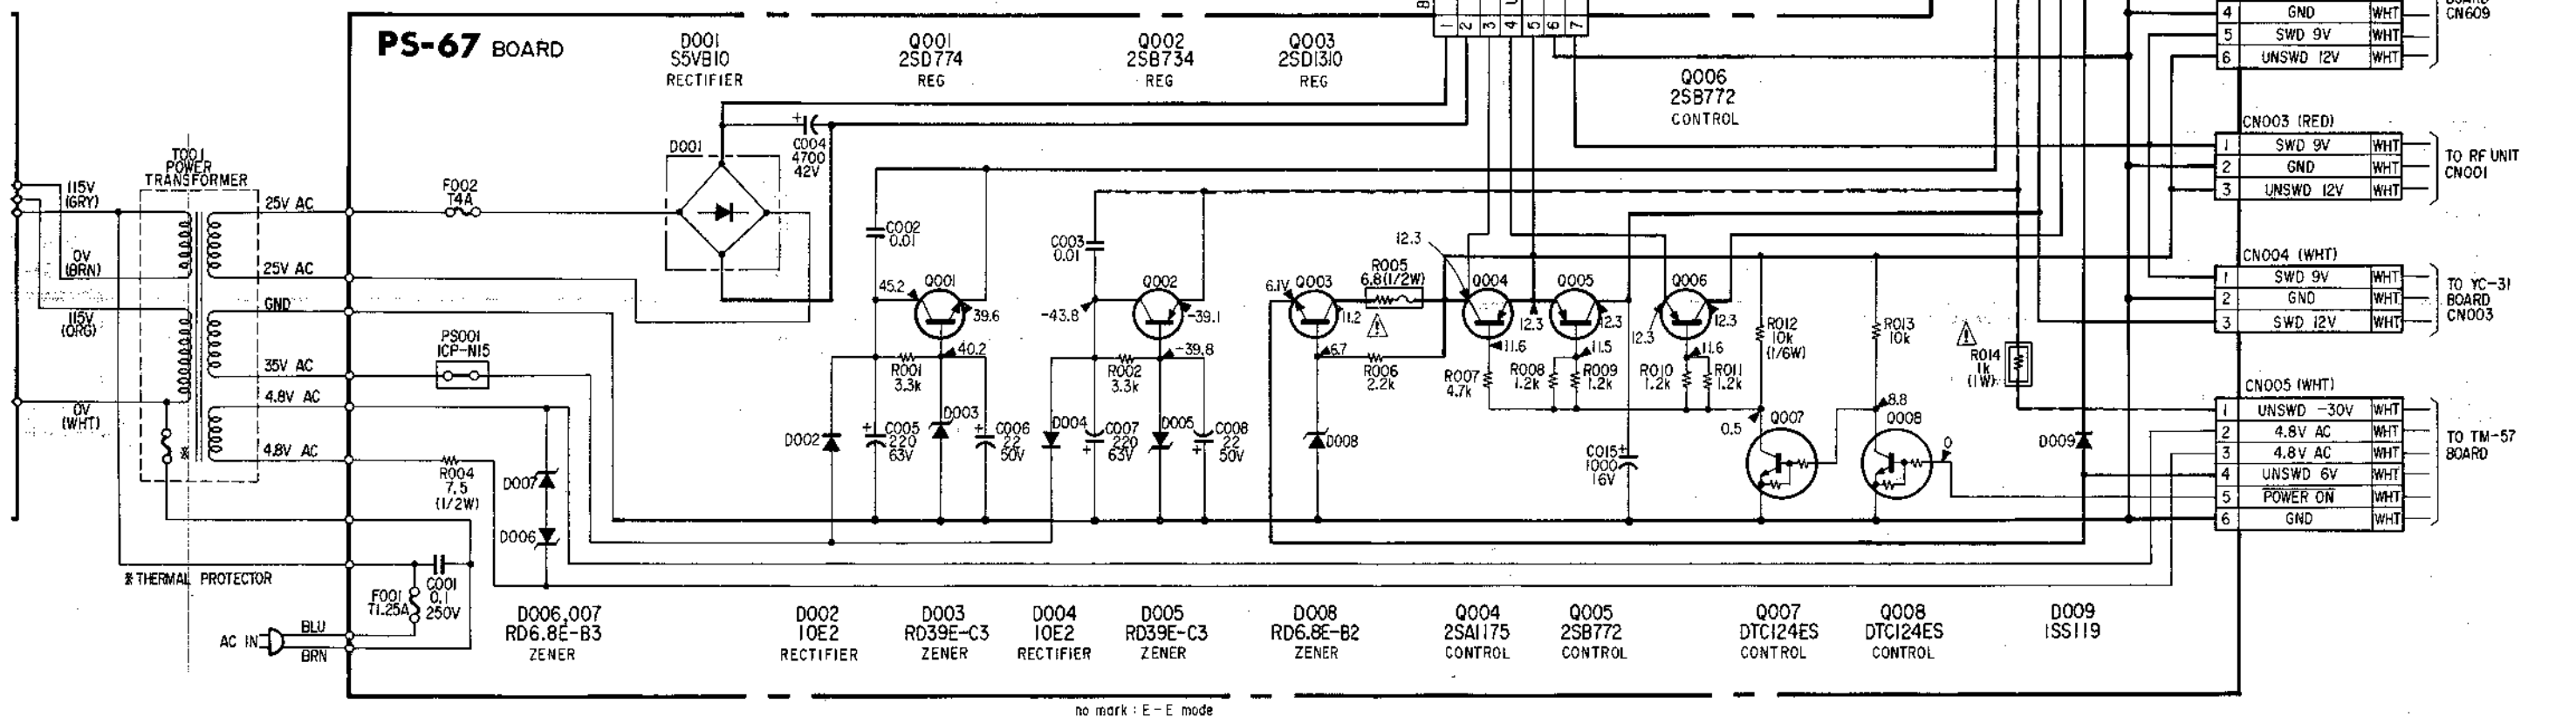 PS-67 BOARD
D001
S5VB10
RECTIFIER
Q001
2SD774
REG
Q002
2SB734
REG
Q003
2SD1310
REG
1
2
3
4
5
6
7
Q006
2SB772
CONTROL
4 GND WHT
5 SWD 9V WHT
6 UNSWD 12V WHT
CN609
CN003 (RED)
1 SWD 9V WHT
2 GND WHT
3 UNSWD 12V WHT
TO RF UNIT
CN001
CN004 (WHT)
1 SWD 9V WHT
2 GND WHT
3 SWD 12V WHT
TO YC-31
BOARD
CN003
CN005 (WHT)
1 UNSWD -30V WHT
2 4.8V AC WHT
3 4.8V AC WHT
4 UNSWD 6V WHT
5 POWER ON WHT
6 GND WHT
TO TM-57
BOARD
T001
POWER
TRANSFORMER
115V
(GRY)
0V
(BRN)
115V
(ORG)
0V
(WHT)
25V AC
25V AC
GND
35V AC
4.8V AC
4.8V AC
※
F002
T4A
PS001
ICP-N15
R004
7.5
(1/2W)
D007
D006
D001
+
C004
4700
42V
C002
0.01
45.2
Q001
39.6
40.2
R001
3.3k
D002
+
C005
220
63V
D003
+
C006
22
50V
C003
0.01
-43.8
Q002
-39.1
-39.8
R002
3.3k
D004
C007
220
63V
+
D005
C008
22
50V
+
6.1V
Q003
11.2
6.7
R005
6.8(1/2W)
R006
2.2k
D008
12.3
Q004
12.3
11.6
R007
4.7k
Q005
12.3
11.5
R008
1.2k
R009
1.2k
12.3
Q006
12.3
11.6
R010
1.2k
R011
1.2k
C015
1000
16V
+
R012
10k
(1/6W)
R013
10k
0.5
Q007
8.8
Q008
0
R014
1k
(1W)
D009
※THERMAL PROTECTOR
F001
T1.25A
C001
0.1
250V
AC IN
BLU
BRN
D006,007
RD6.8E-B3
ZENER
D002
10E2
RECTIFIER
D003
RD39E-C3
ZENER
D004
10E2
RECTIFIER
D005
RD39E-C3
ZENER
D008
RD6.8E-B2
ZENER
Q004
2SA1175
CONTROL
Q005
2SB772
CONTROL
Q007
DTC124ES
CONTROL
Q008
DTC124ES
CONTROL
D009
1SS119
no mark : E-E mode